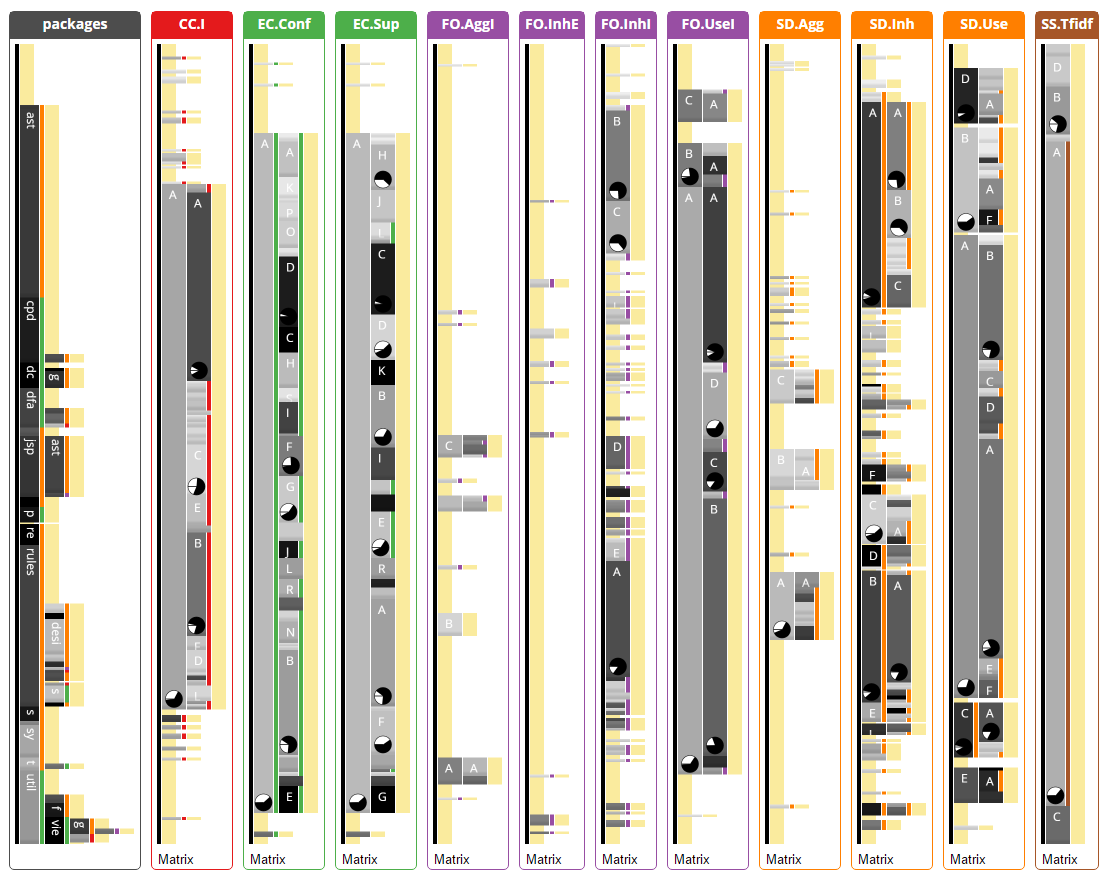 packages
CC.I
EC.Conf
EC.Sup
FO.AggI
FO.InhE
FO.InhI
FO.UseI
SD.Agg
SD.Inh
SD.Use
SS.Tfidf
ast
cpd
dc
g
dfa
jsp
ast
p
re
rules
desi
s
s
sy
t
util
f
vie
g
A
A
C
E
B
F
D
A
A
K
P
O
D
C
H
S
I
F
G
J
L
R
N
B
E
A
H
J
L
C
D
K
B
I
E
R
A
F
G
C
B
A
A
B
C
D
E
A
C
A
B
A
A
A
D
C
B
C
B
A
A
A
A
A
B
C
F
C
A
D
B
A
E
D
A
B
A
F
A
B
C
D
A
E
F
C
A
E
A
D
B
A
C
Matrix
Matrix
Matrix
Matrix
Matrix
Matrix
Matrix
Matrix
Matrix
Matrix
Matrix